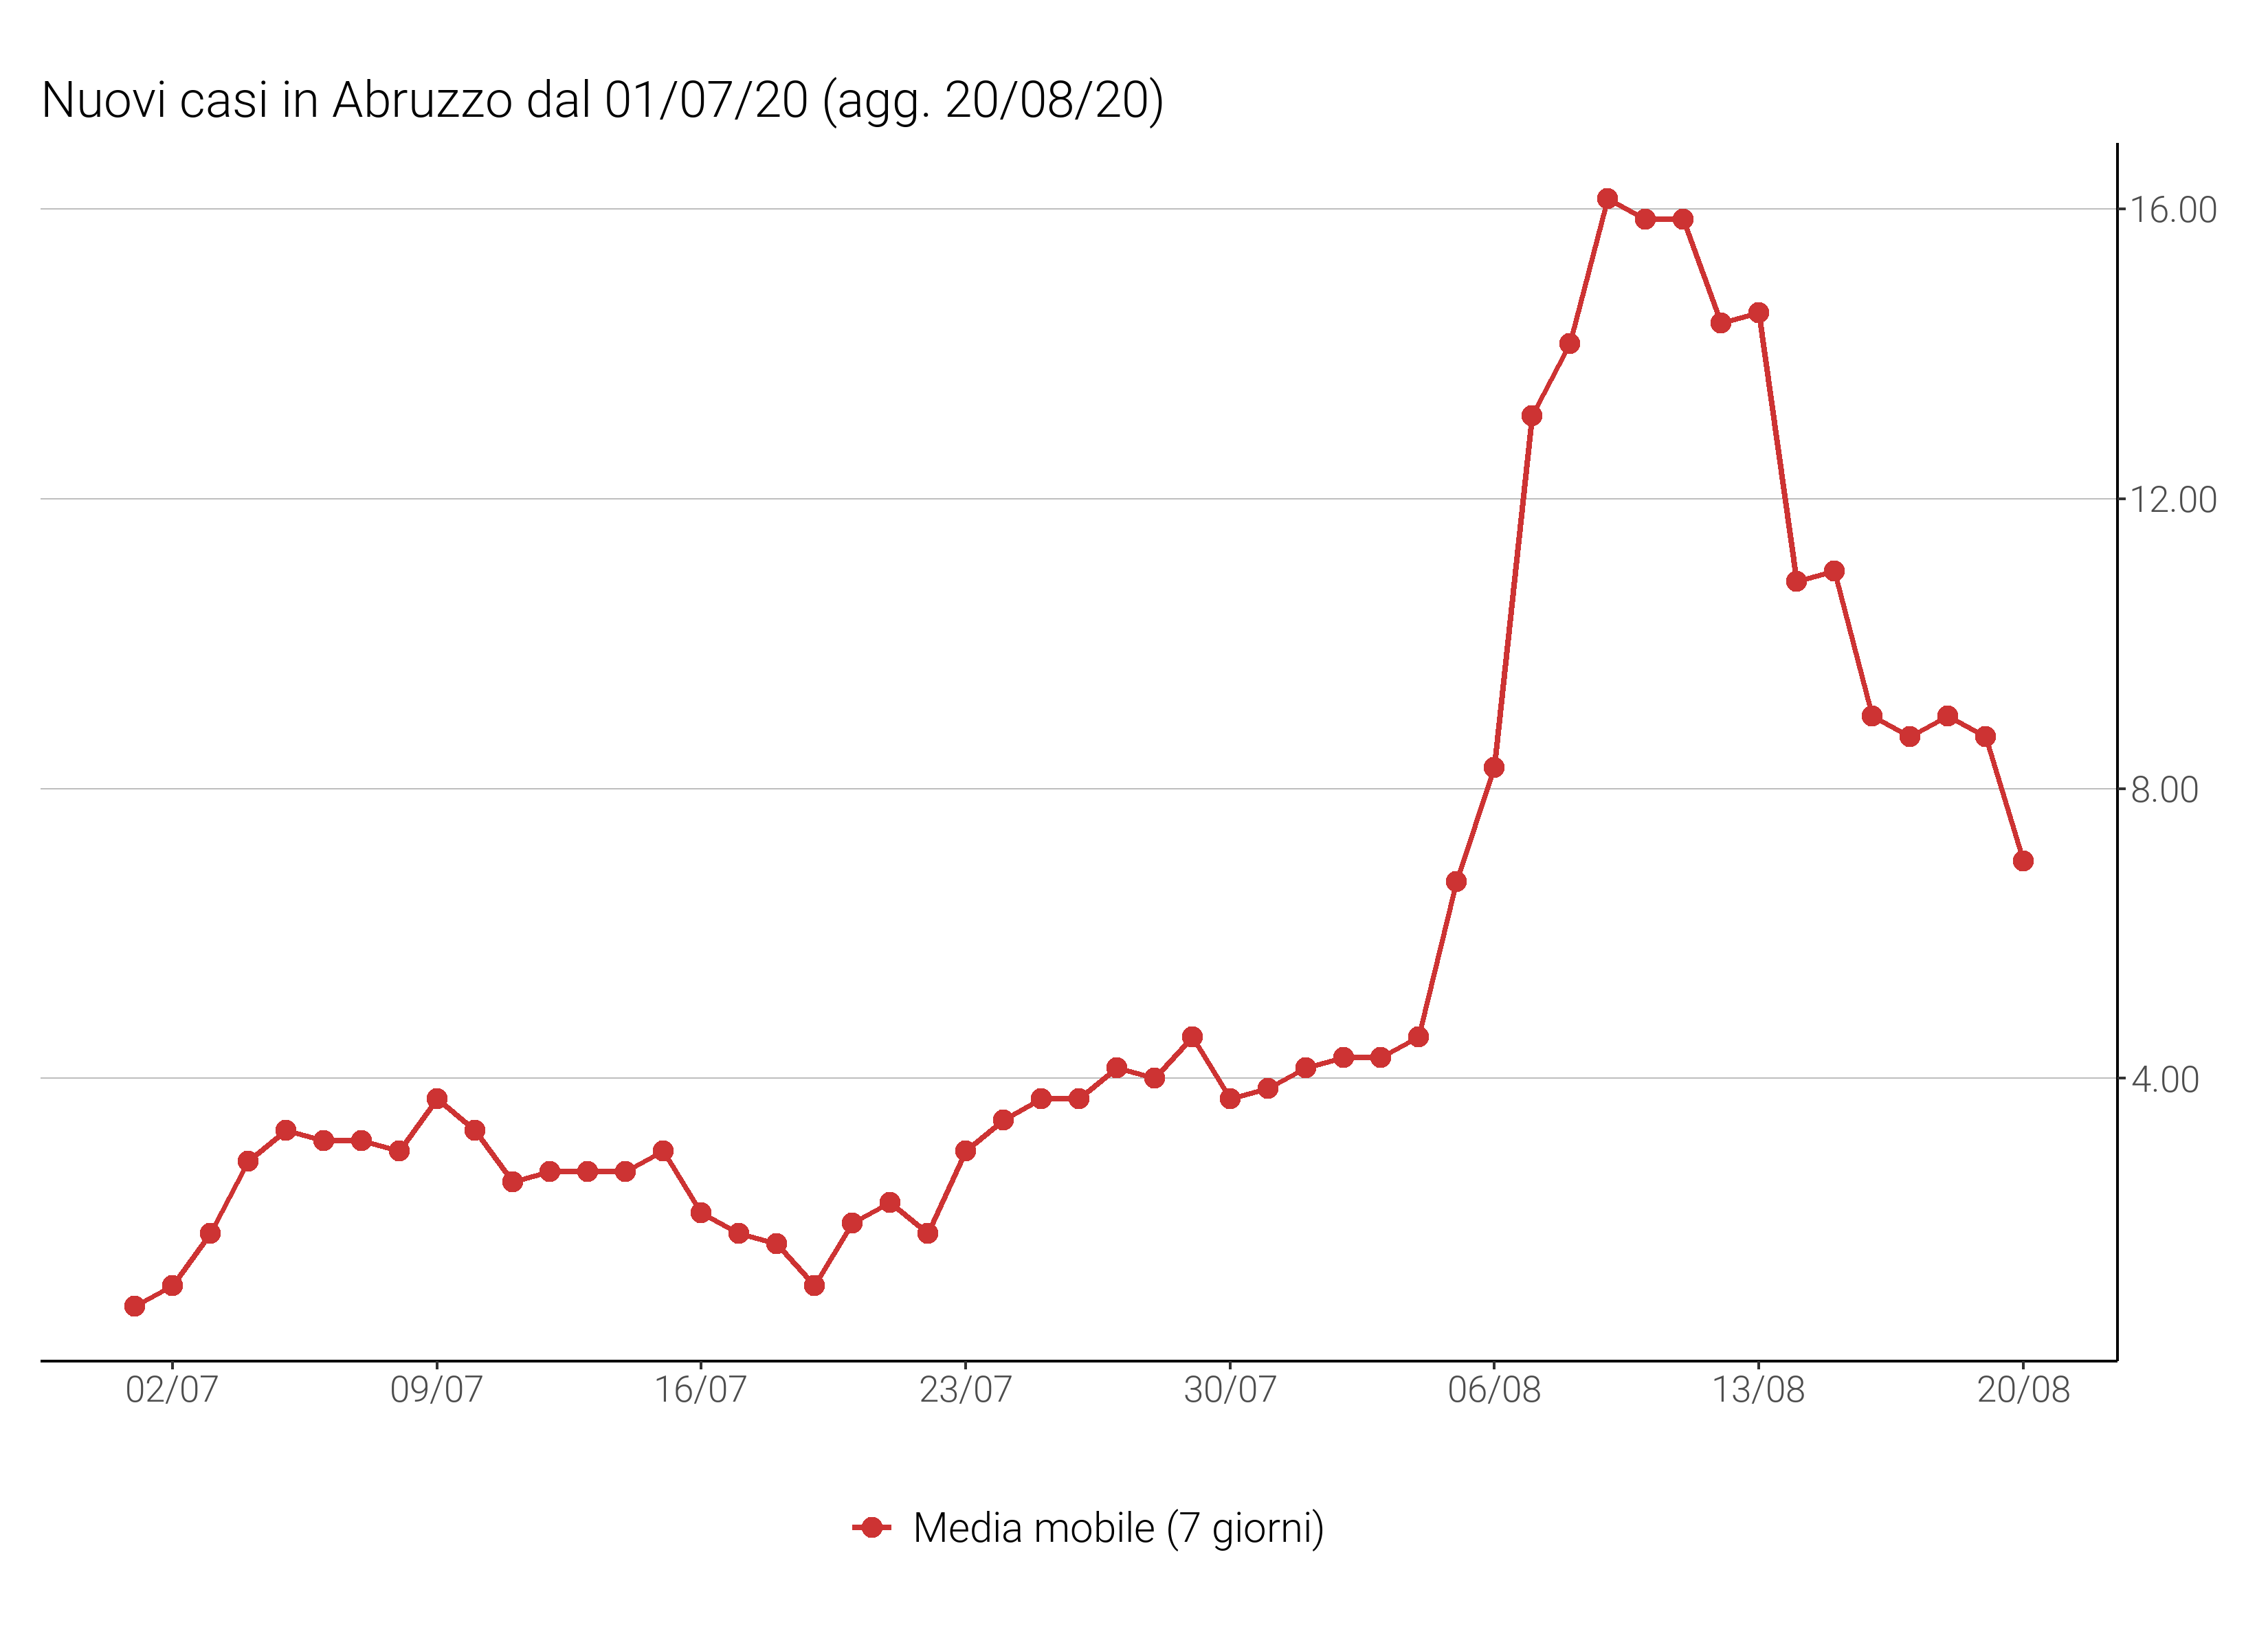 Nuovi casi in Abruzzo dal 01/07/20 (agg. 20/08/20)
16.00
12.00
8.00
4.00
02/07 09/07 16/07 23/07 30/07 06/08 13/08 20/08
Media mobile (7 giorni)